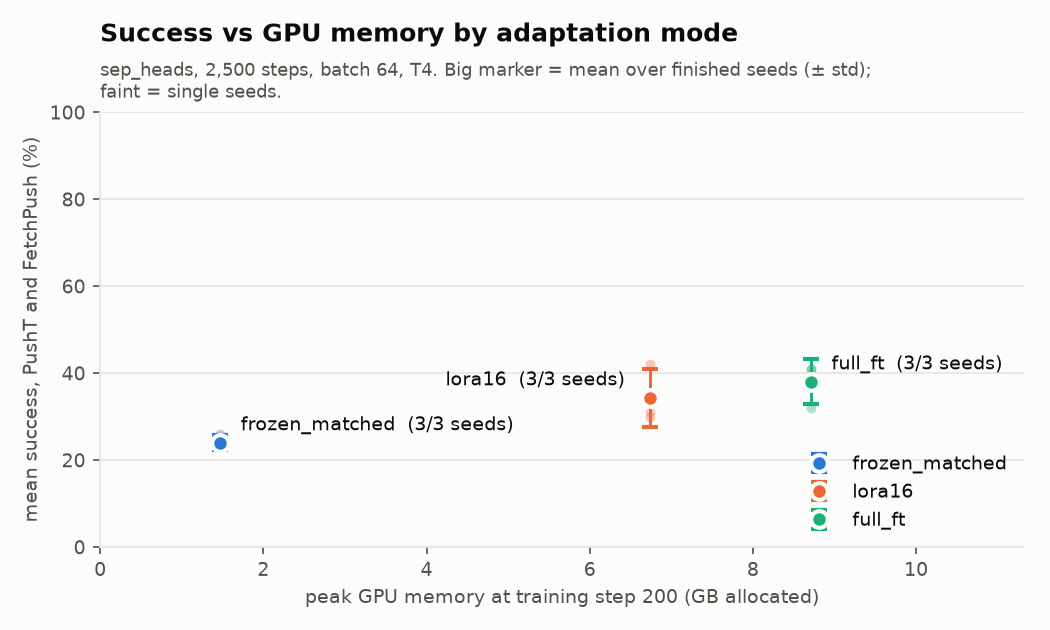 Success vs GPU memory by adaptation mode
sep_heads, 2,500 steps, batch 64, T4. Big marker = mean over finished seeds (± std);
faint = single seeds.
mean success, PushT and FetchPush (%)
100
80
60
40
20
0
full_ft (3/3 seeds)
lora16 (3/3 seeds)
frozen_matched (3/3 seeds)
frozen_matched
lora16
full_ft
0 2 4 6 8 10
peak GPU memory at training step 200 (GB allocated)